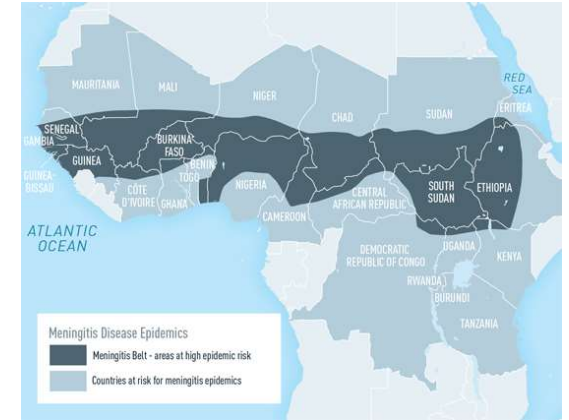 RED
SEA
MAURITANIA
MALI
NIGER
CHAD
SUDAN
ERITREA
SENEGAL
GAMBIA
BURKINA
FASO
GUINEA
BENIN
TOGO
GUINEA-
BISSAU
CÔTE
D'IVOIRE
GHANA
NIGERIA
CENTRAL
AFRICAN REPUBLIC
SOUTH
SUDAN
ETHIOPIA
CAMEROON
ATLANTIC
OCEAN
DEMOCRATIC
REPUBLIC OF CONGO
UGANDA
KENYA
RWANDA
BURUNDI
TANZANIA
Meningitis Disease Epidemics
Meningitis Belt - areas at high epidemic risk
Countries at risk for meningitis epidemics